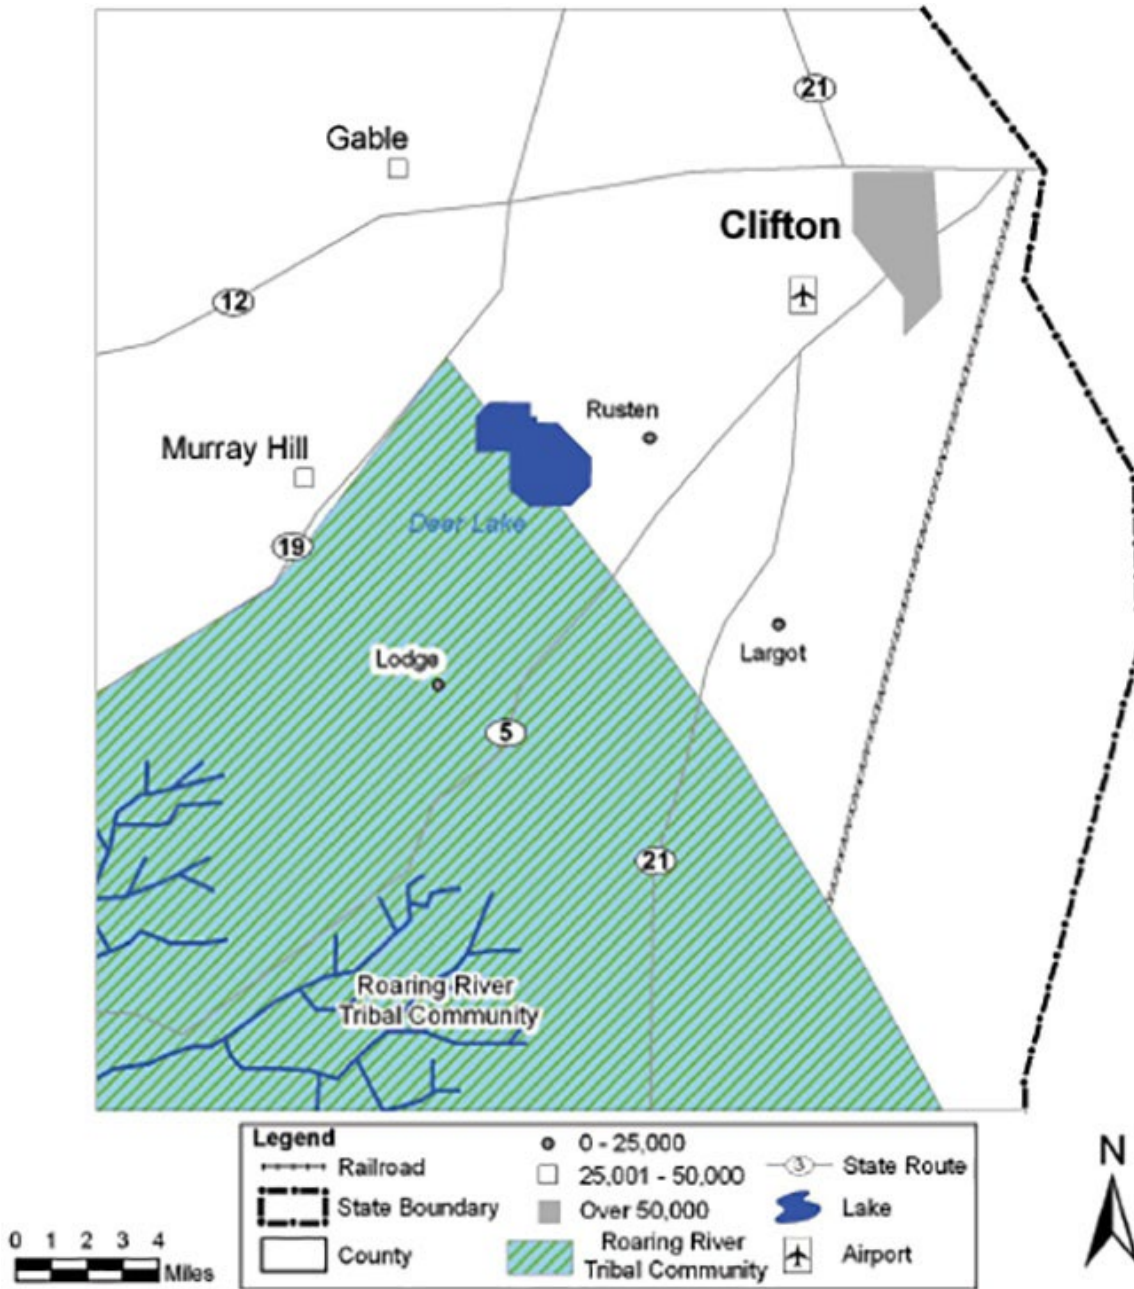 21
Gable
Clifton
12
Rusten
Murray Hill
Deer Lake
19
Lodge
Largot
5
21
Roaring River
Tribal Community
Legend
Railroad
State Boundary
County
0 - 25,000
25,001 - 50,000
Over 50,000
Roaring River
Tribal Community
3 State Route
Lake
Airport
0 1 2 3 4
Miles
N